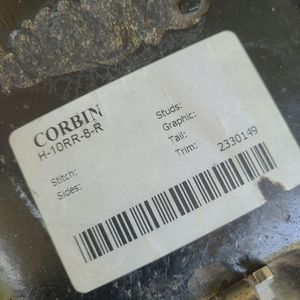 CORBIN
H-10RR-8-R
Stitch:
Sides:
Studs:
Graphic:
Tail:
Trim: 2330149